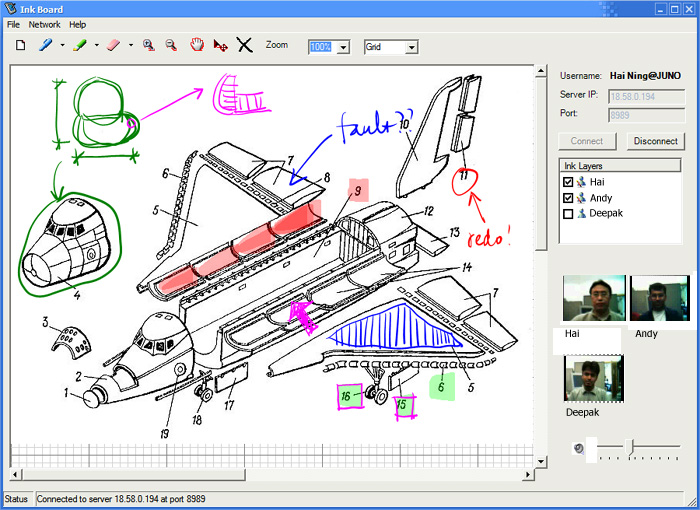 Ink Board
File Network Help
Zoom 100% Grid
Username: Hai Ning@JUNO
Server IP: 18.58.0.194
Port: 8989
Connect Disconnect
Ink Layers
Hai
Andy
Deepak
fault??
10
11
redo!
6
7
8
5
9
12
13
14
4
3
2
1
19
18
17
16
15
6
5
7
Hai Andy
Deepak
Status Connected to server 18.58.0.194 at port 8989